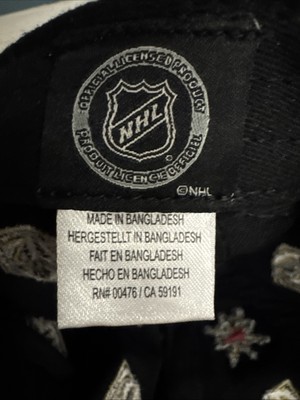 OFFICIAL LICENSED PRODUCT
NHL
PRODUIT LICENCIÉ OFFICIEL
©NHL
MADE IN BANGLADESH
HERGESTELLT IN BANGLADESH
FAIT EN BANGLADESH
HECHO EN BANGLADESH
RN# 00476 / CA 59191